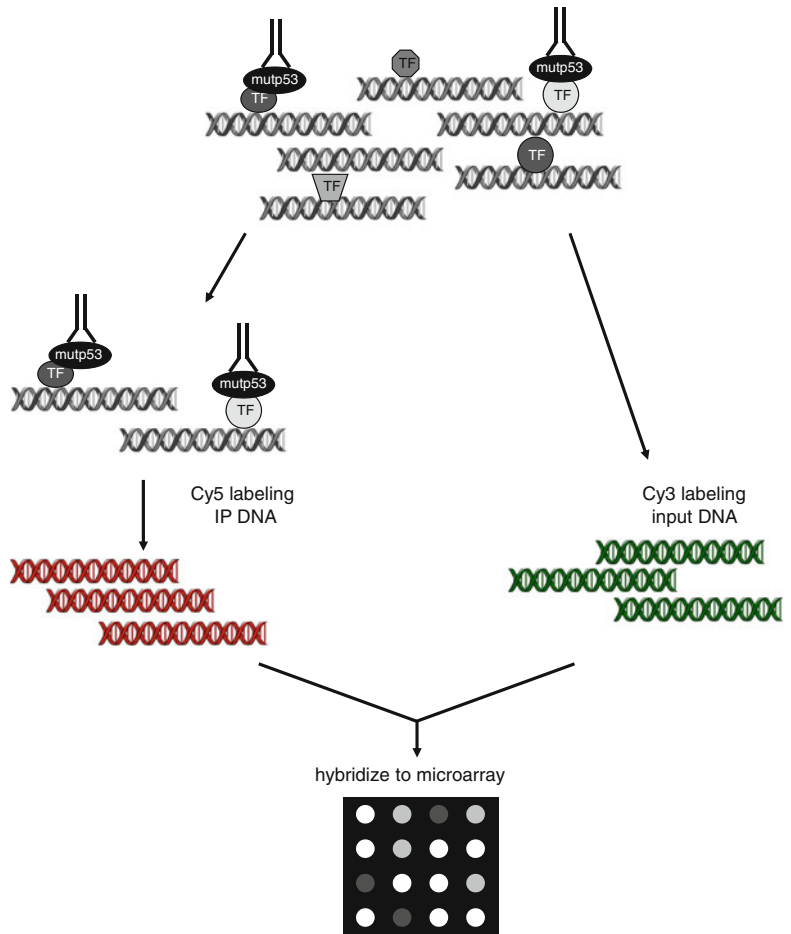 mutp53
TF
TF
mutp53
TF
TF
TF
mutp53
TF
mutp53
TF
Cy5 labeling
IP DNA
Cy3 labeling
input DNA
hybridize to microarray